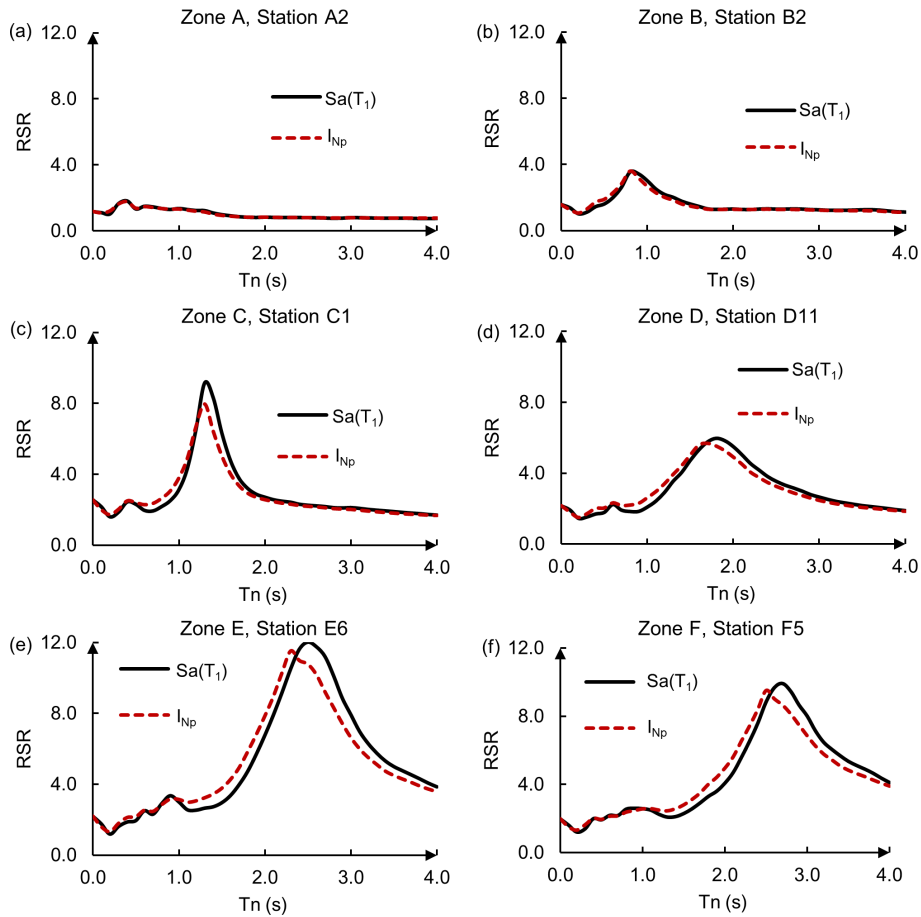 (a)
Zone A, Station A2
12.0
8.0
4.0
0.0
RSR
Sa(T₁)
I_Np
0.0 1.0 2.0 3.0 4.0
Tn (s)
(b)
Zone B, Station B2
12.0
8.0
4.0
0.0
RSR
Sa(T₁)
I_Np
0.0 1.0 2.0 3.0 4.0
Tn (s)
(c)
Zone C, Station C1
12.0
8.0
4.0
0.0
RSR
Sa(T₁)
I_Np
0.0 1.0 2.0 3.0 4.0
Tn (s)
(d)
Zone D, Station D11
12.0
8.0
4.0
0.0
RSR
Sa(T₁)
I_Np
0.0 1.0 2.0 3.0 4.0
Tn (s)
(e)
Zone E, Station E6
12.0
8.0
4.0
0.0
RSR
Sa(T₁)
I_Np
0.0 1.0 2.0 3.0 4.0
Tn (s)
(f)
Zone F, Station F5
12.0
8.0
4.0
0.0
RSR
Sa(T₁)
I_Np
0.0 1.0 2.0 3.0 4.0
Tn (s)